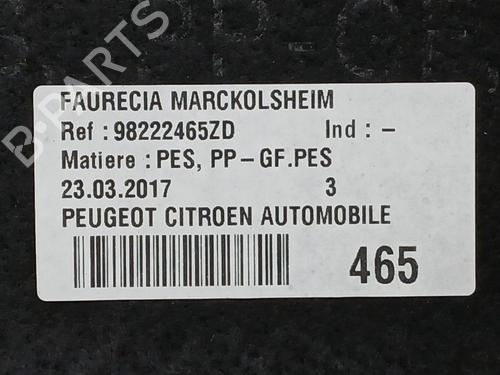 B-PARTS
FAURECIA MARCKOLSHEIM
Ref : 98222465ZD Ind : –
Matiere : PES, PP–GF.PES
23.03.2017 3
PEUGEOT CITROEN AUTOMOBILE
465